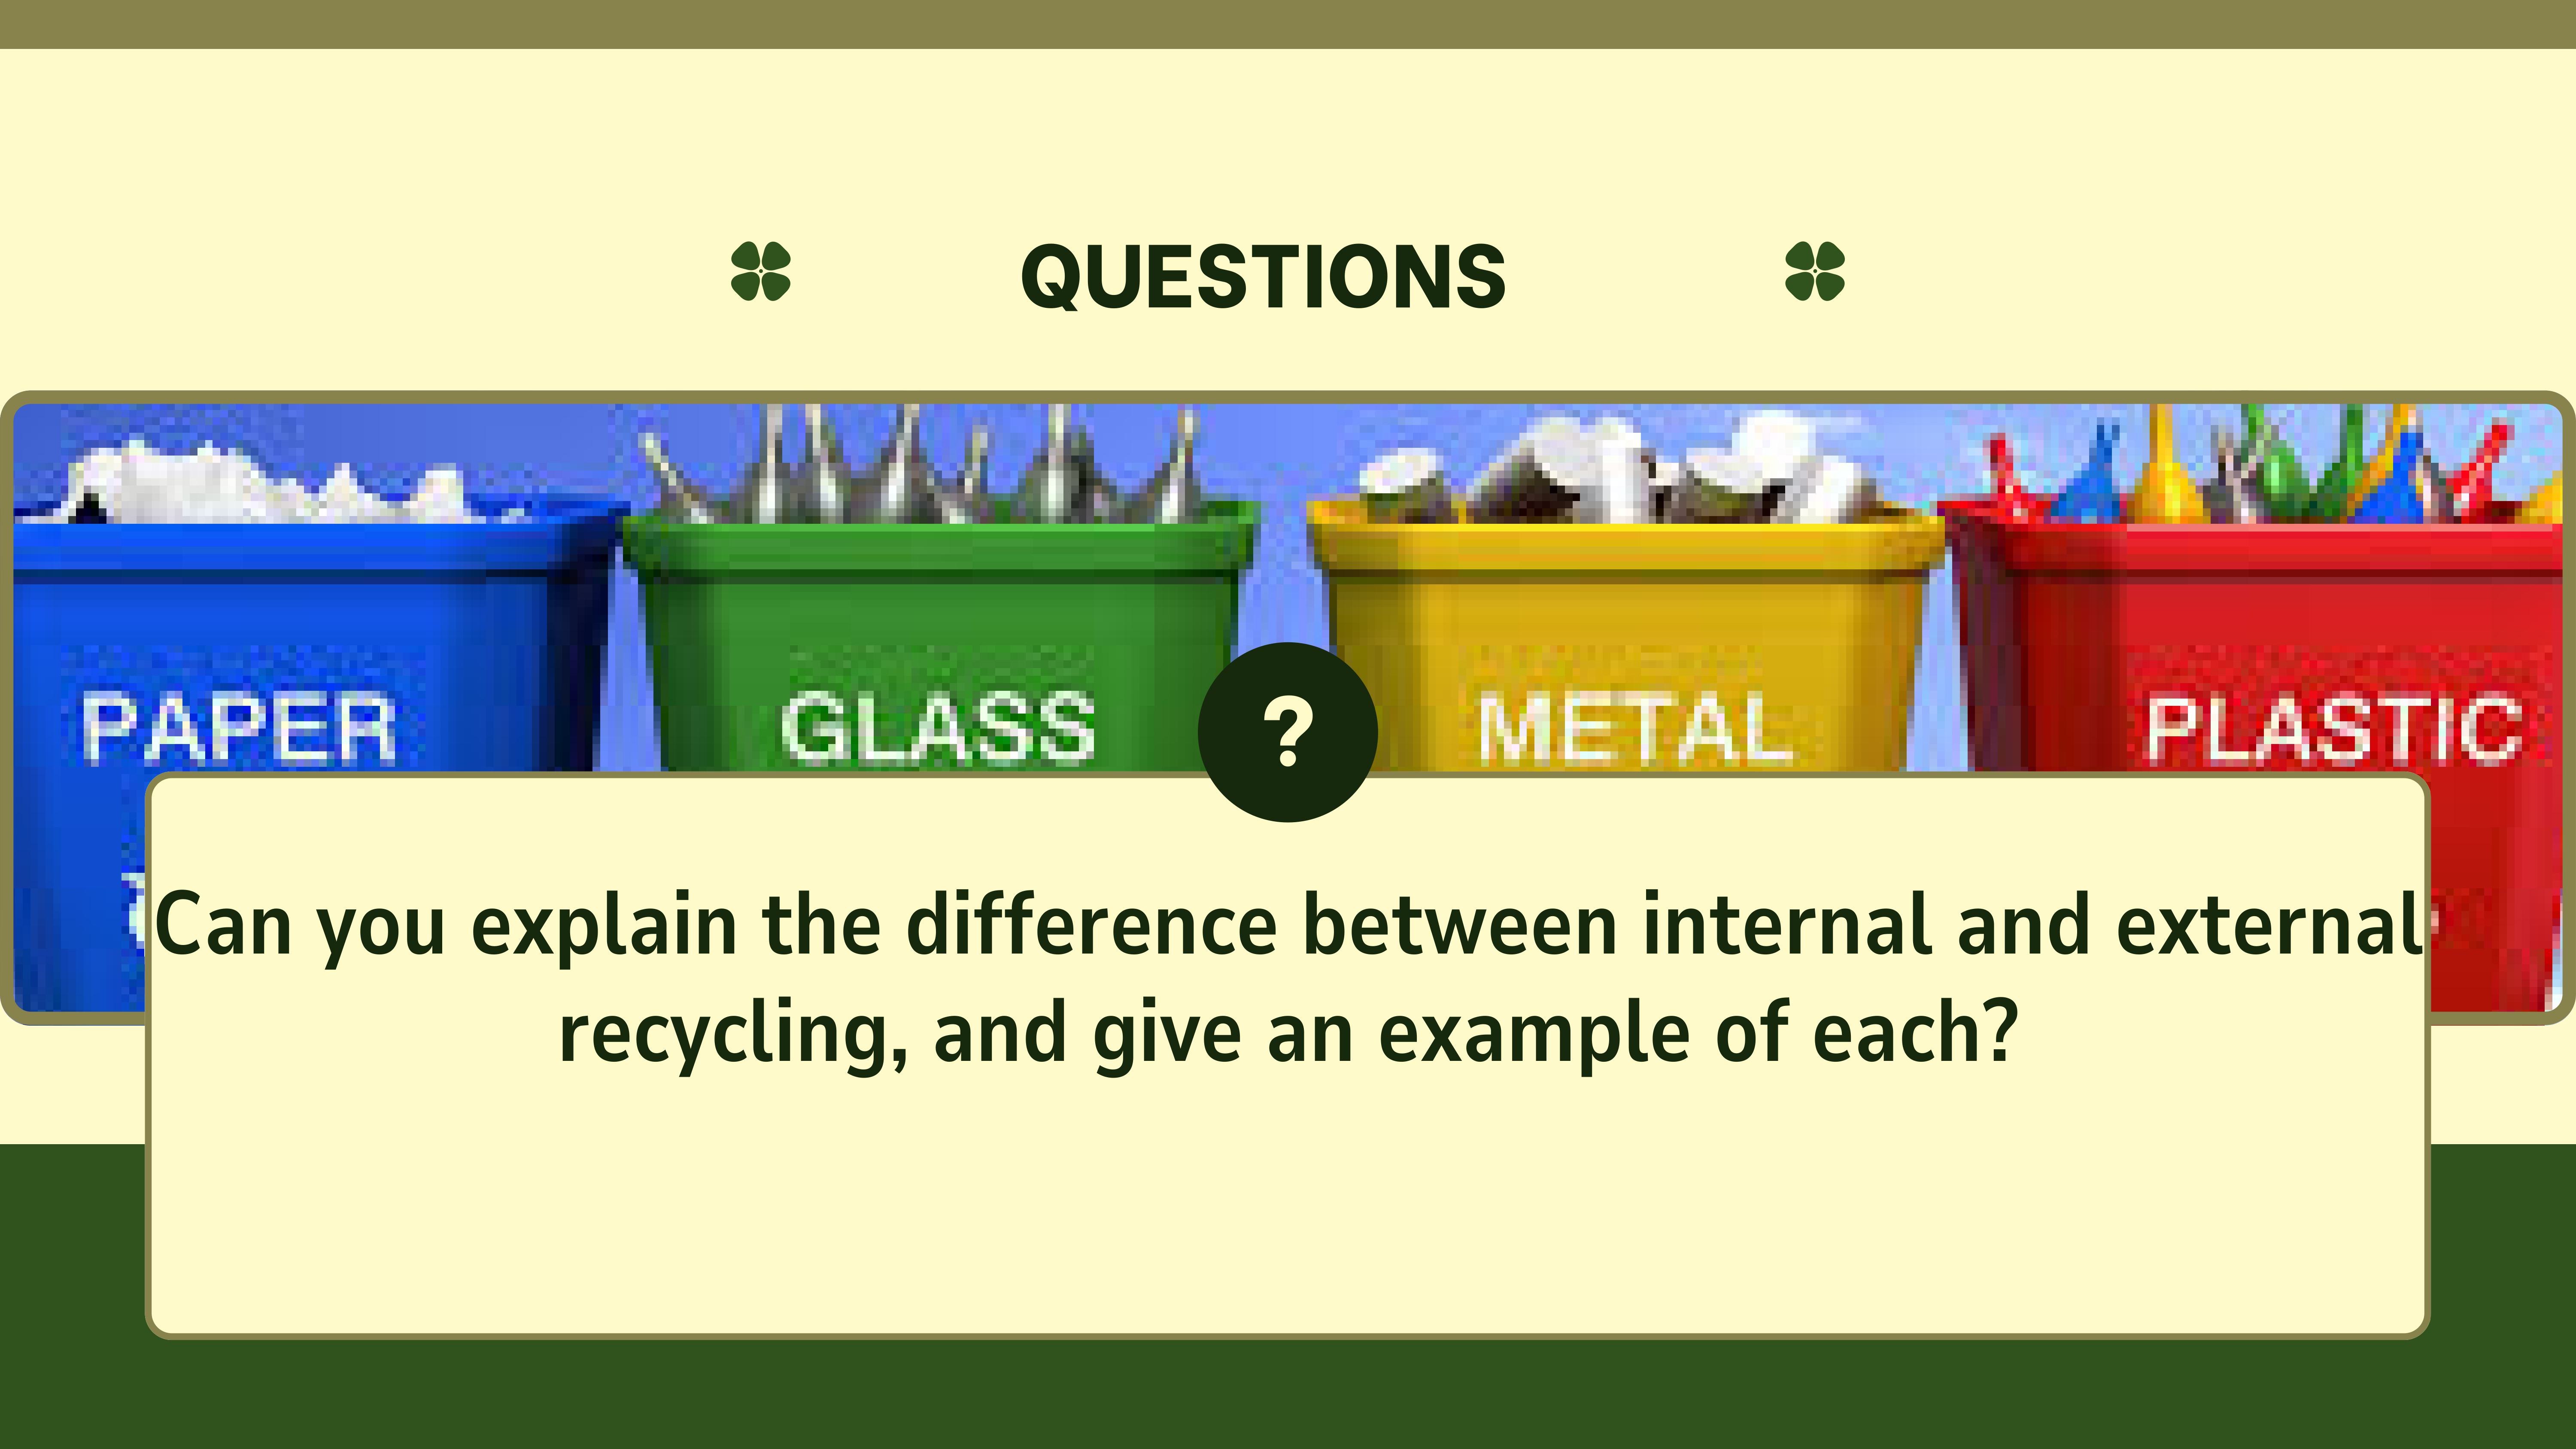 QUESTIONS
PAPER
GLASS
METAL
PLASTIC
?
Can you explain the difference between internal and external
recycling, and give an example of each?